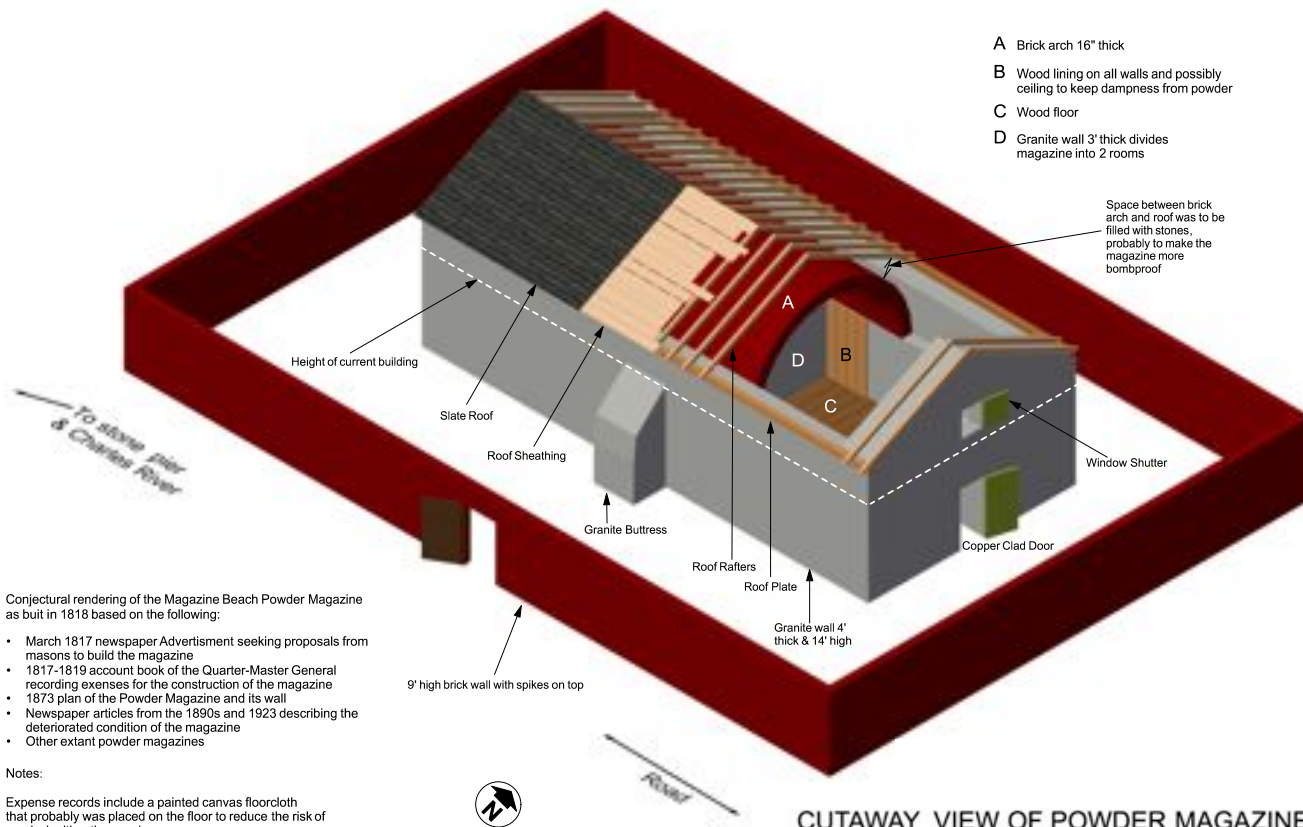 A Brick arch 16" thick
B Wood lining on all walls and possibly
ceiling to keep dampness from powder
C Wood floor
D Granite wall 3' thick divides
magazine into 2 rooms
Space between brick
arch and roof was to be
filled with stones,
probably to make the
magazine more
bombproof
A
B
D
C
Height of current building
Slate Roof
Roof Sheathing
Window Shutter
To stone pier
& Charles River
Granite Buttress
Copper Clad Door
Roof Rafters
Roof Plate
Granite wall 4'
thick & 14' high
9' high brick wall with spikes on top
Conjectural rendering of the Magazine Beach Powder Magazine
as buit in 1818 based on the following:
• March 1817 newspaper Advertisment seeking proposals from
masons to build the magazine
• 1817-1819 account book of the Quarter-Master General
recording exenses for the construction of the magazine
• 1873 plan of the Powder Magazine and its wall
• Newspaper articles from the 1890s and 1923 describing the
deteriorated condition of the magazine
• Other extant powder magazines
Notes:
Expense records include a painted canvas floorcloth
that probably was placed on the floor to reduce the risk of
Road
N
CUTAWAY VIEW OF POWDER MAGAZINE